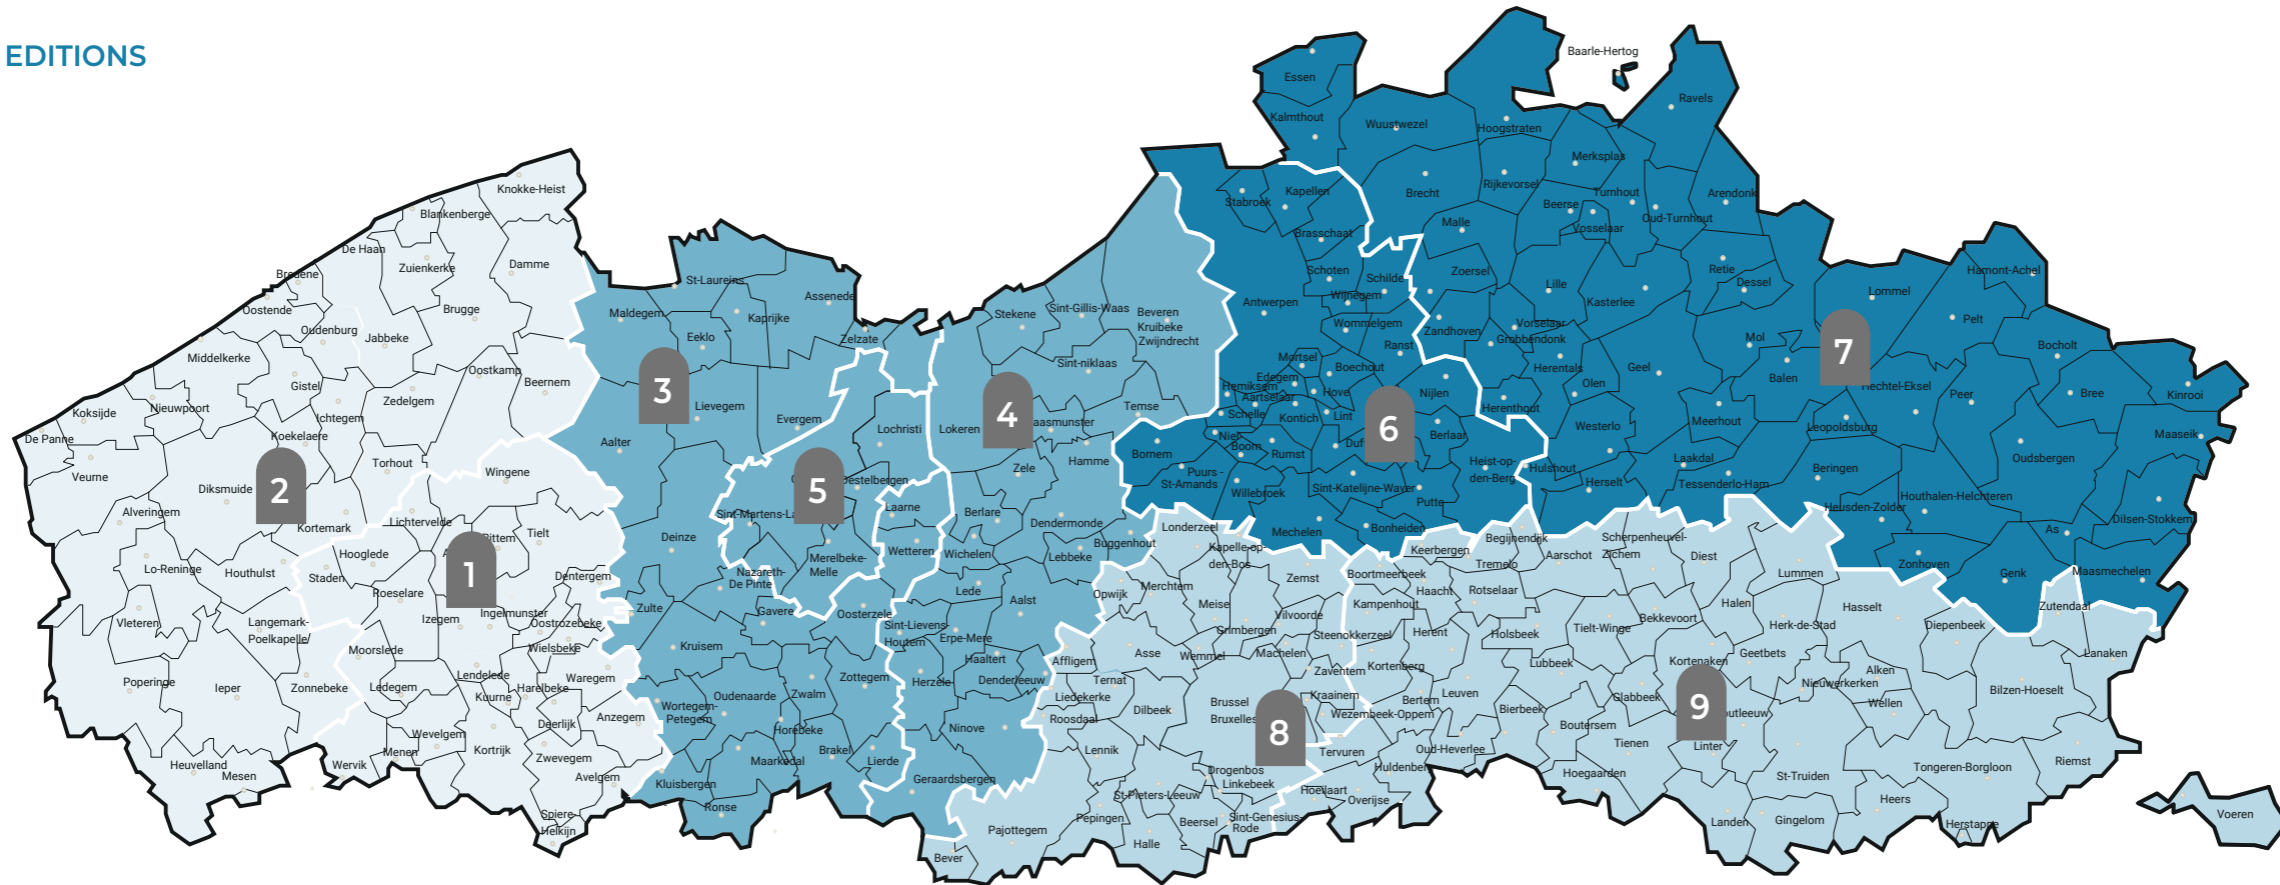 EDITIONS
Baarle-Hertog
Essen
Ravels
Kalmthout
Wuustwezel
Hoogstraten
Merksplas
Knokke-Heist
Kapellen
Stabroek
Brecht
Rijkevorsel
Turnhout
Arendonk
Beerse
Oud-Turnhout
Vosselaar
Blankenberge
Malle
Brasschaat
De Haan
Zuienkerke
Damme
Schoten
Schilde
Zoersel
Retie
Hamont-Achel
Bredene
St-Laureins
Assenede
Lille
Dessel
Lommel
Oostende
Brugge
Maldegem
Kaprijke
Stekene
Sint-Gillis-Waas
Beveren
Kruibeke
Zwijndrecht
Antwerpen
Wijnegem
Kasterlee
Pelt
Oudenburg
Jabbeke
Eeklo
Zelzate
Wommelgem
Zandhoven
Vorselaar
Grobbendonk
Mol
7
Middelkerke
Ranst
Bocholt
Sint-niklaas
Mortsel
Boechout
Herentals
Geel
Balen
Oostkamp
Beernem
Gistel
3
Edegem
Hemiksem
Aartselaar
Hove
Nijlen
Olen
Hechtel-Eksel
Peer
Bree
Kinrooi
Koksijde
Nieuwpoort
Ichtegem
Zedelgem
Lievegem
Evergem
4
Temse
Schelle
Kontich
Lint
6
Herenthout
Meerhout
Leopoldsburg
De Panne
Koekelaere
Aalter
Lochristi
Lokeren
Niel
Boom
Berlaar
Westerlo
Maaseik
Veurne
Torhout
Wingene
Zele
Hamme
Bornem
Rumst
Heist-op-
den-Berg
Hulshout
Laakdal
Beringen
Oudsbergen
Diksmuide
2
5
Puurs -
St-Amands
Willebroek
Sint-Katelijne-Waver
Putte
Herselt
Tessenderlo-Ham
Houthalen-Helchteren
Alveringem
Kortemark
Lichtervelde
Laarne
Berlare
Dendermonde
Londerzeel
Mechelen
Bonheiden
Heusden-Zolder
As
Dilsen-Stokkem
Hooglede
Tielt
Deinze
Wetteren
Wichelen
Lebbeke
Buggenhout
Kapelle-op-
den-Bos
Keerbergen
Begijnendijk
Aarschot
Scherpenheuvel-
Zichem
Diest
Zonhoven
Lo-Reninge
Houthulst
Staden
1
Dentergem
Nazareth-
De Pinte
Merelbeke-
Melle
Zemst
Boortmeerbeek
Tremelo
Lummen
Genk
Maasmechelen
Roeselare
Lede
Opwijk
Merchtem
Haacht
Rotselaar
Vleteren
Langemark-
Poelkapelle
Izegem
Ingelmunster
Oostrozebeke
Zulte
Gavere
Oosterzele
Aalst
Meise
Vilvoorde
Kampenhout
Halen
Hasselt
Zutendaal
Sint-Lievens-
Houtem
Erpe-Mere
Grimbergen
Steenokkerzeel
Herent
Holsbeek
Tielt-Winge
Bekkevoort
Herk-de-Stad
Diepenbeek
Moorslede
Wielsbeke
Kruisem
Haaltert
Affligem
Asse
Wemmel
Machelen
Kortenberg
Lubbeek
Kortenaken
Geetbets
Lanaken
Poperinge
Ieper
Zonnebeke
Ledegem
Lendelede
Kuurne
Harelbeke
Waregem
Zottegem
Herzele
Denderleeuw
Ternat
Zaventem
Nieuwerkerken
Alken
Bilzen-Hoeselt
Oudenaarde
Zwalm
Liedekerke
Brussel
Bruxelles
Kraainem
Bertem
Leuven
Glabbeek
9
Wortegem-
Petegem
Deerlijk
Anzegem
Horebeke
Ninove
Roosdaal
Dilbeek
8
Wezembeek-Oppem
Bierbeek
Boutersem
Wellen
Wevelgem
Menen
Kortrijk
Zwevegem
Maarkedal
Brakel
Lierde
Lennik
Tervuren
Oud-Heverlee
Tienen
Linter
Heuvelland
Mesen
Wervik
Avelgem
Kluisbergen
Geraardsbergen
Drogenbos
Linkebeek
Huldenberg
Hoegaarden
St-Truiden
Tongeren-Borgloon
Riemst
Ronse
St-Pieters-Leeuw
Hoeilaart
Overijse
Heers
Spiere-
Helkijn
Pajottegem
Pepingen
Beersel
Sint-Genesius-
Rode
Landen
Gingelom
Herstappe
Voeren
Bever
Halle